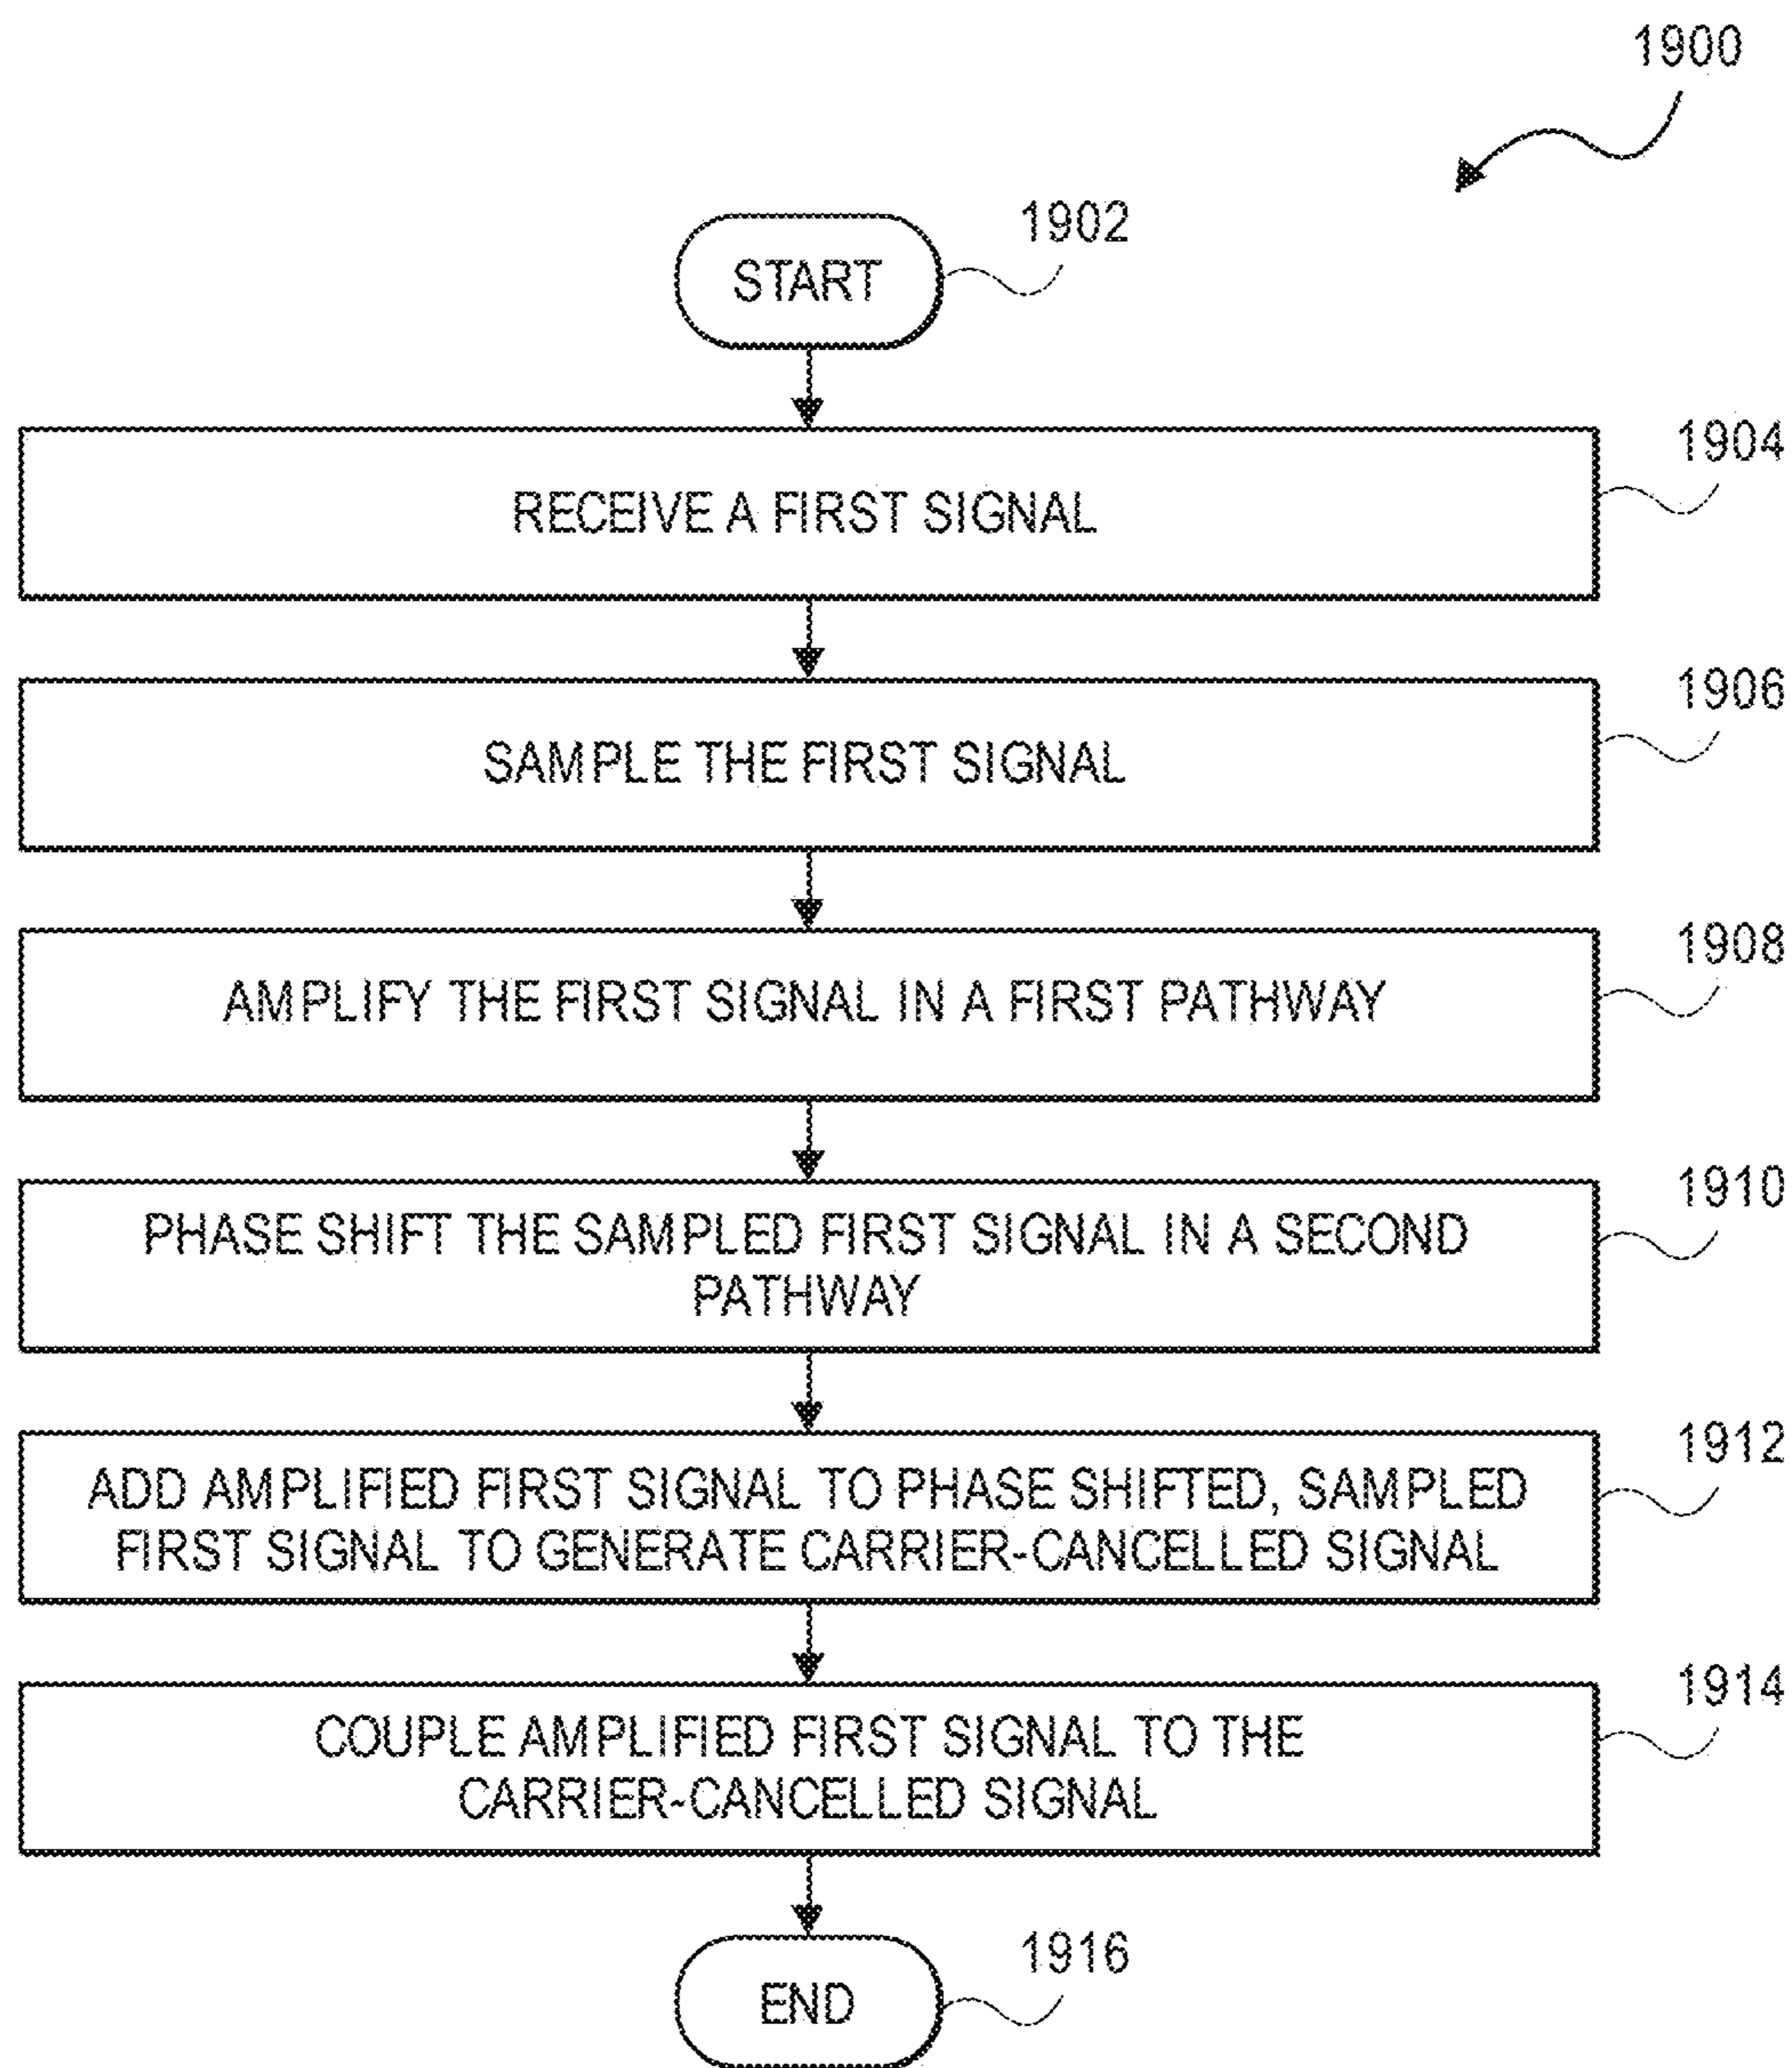 1900
START
1902
RECEIVE A FIRST SIGNAL
1904
SAMPLE THE FIRST SIGNAL
1906
AMPLIFY THE FIRST SIGNAL IN A FIRST PATHWAY
1908
PHASE SHIFT THE SAMPLED FIRST SIGNAL IN A SECOND
PATHWAY
1910
ADD AMPLIFIED FIRST SIGNAL TO PHASE SHIFTED, SAMPLED
FIRST SIGNAL TO GENERATE CARRIER-CANCELLED SIGNAL
1912
COUPLE AMPLIFIED FIRST SIGNAL TO THE
CARRIER-CANCELLED SIGNAL
1914
END
1916